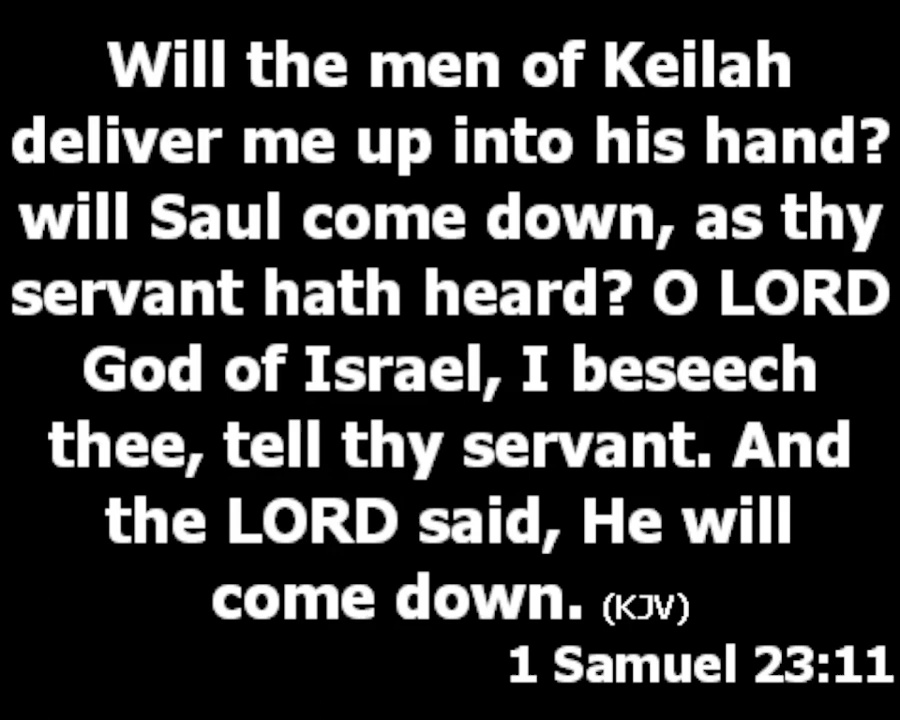 Will the men of Keilah
deliver me up into his hand?
will Saul come down, as thy
servant hath heard? O LORD
God of Israel, I beseech
thee, tell thy servant. And
the LORD said, He will
come down. (KJV)
1 Samuel 23:11